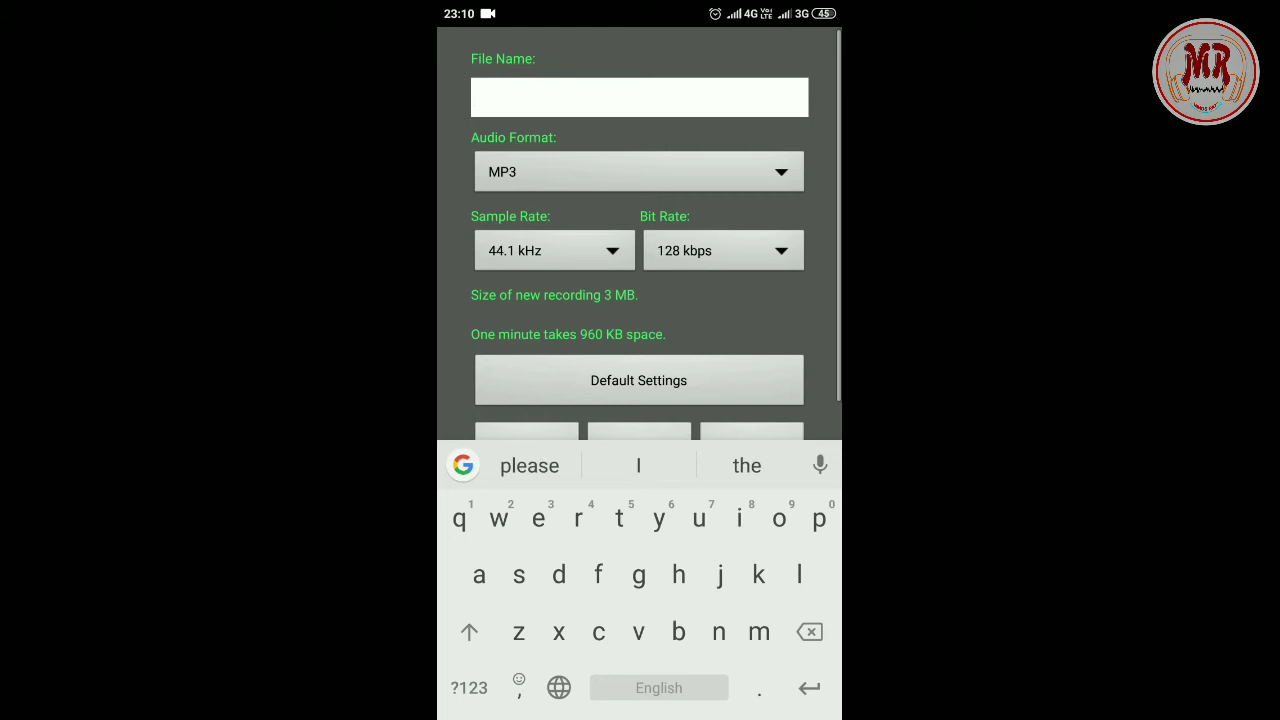 23:10 4G Vo) LTE 3G 45
File Name:
Audio Format:
MP3
Sample Rate: Bit Rate:
44.1 kHz 128 kbps
Size of new recording 3 MB.
One minute takes 960 KB space.
Default Settings
please I the
1 2 3 4 5 6 7 8 9 0
q w e r t y u i o p
a s d f g h j k l
z x c v b n m
?123 , English .
MR